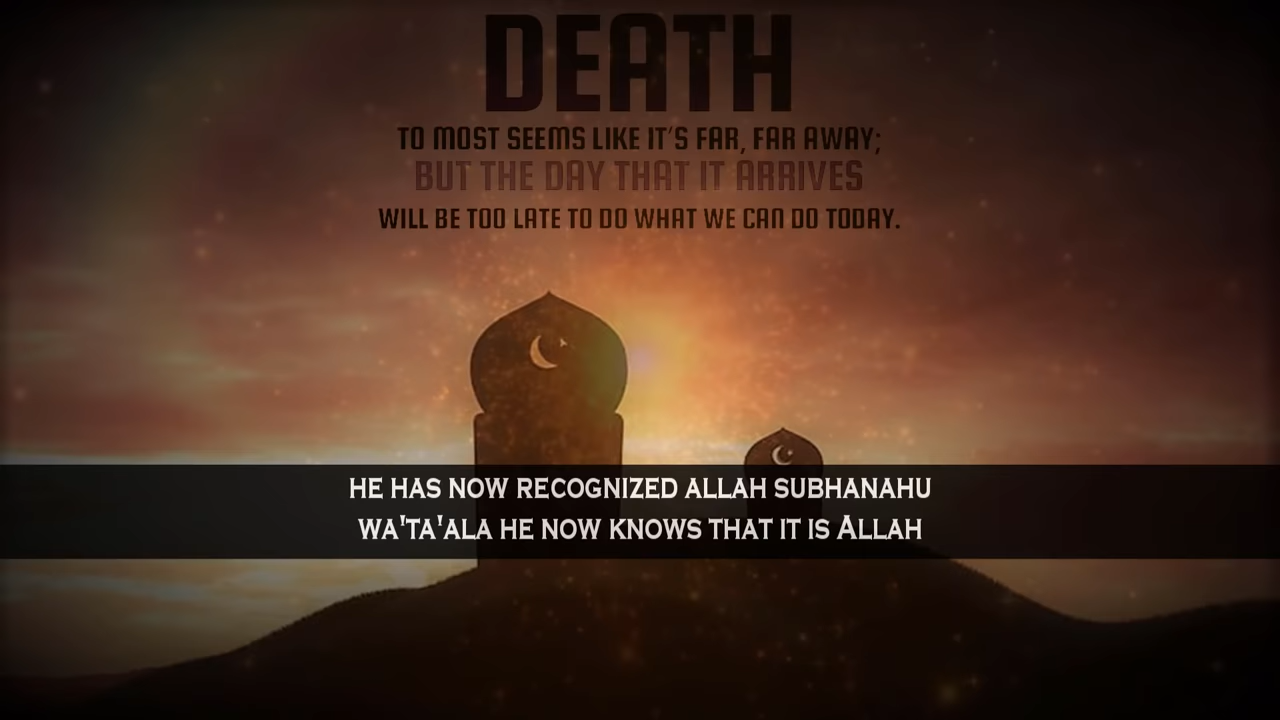 DEATH
TO MOST SEEMS LIKE IT'S FAR, FAR AWAY;
BUT THE DAY THAT IT ARRIVES
WILL BE TOO LATE TO DO WHAT WE CAN DO TODAY.
HE HAS NOW RECOGNIZED ALLAH SUBHANAHU
WA'TA'ALA HE NOW KNOWS THAT IT IS ALLAH